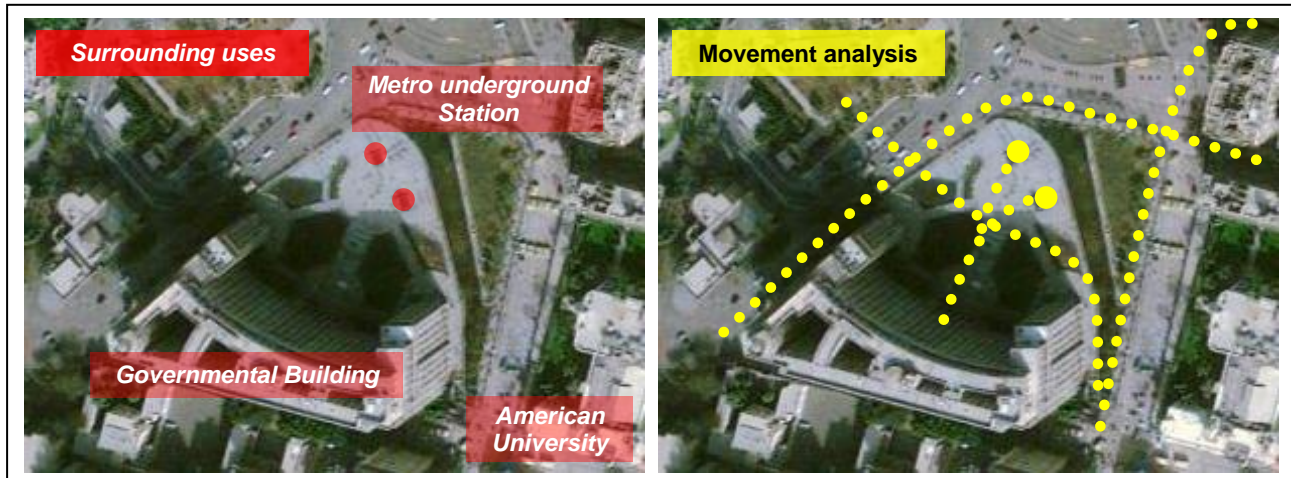 Surrounding uses
Metro underground
Station
Governmental Building
American
University
Movement analysis